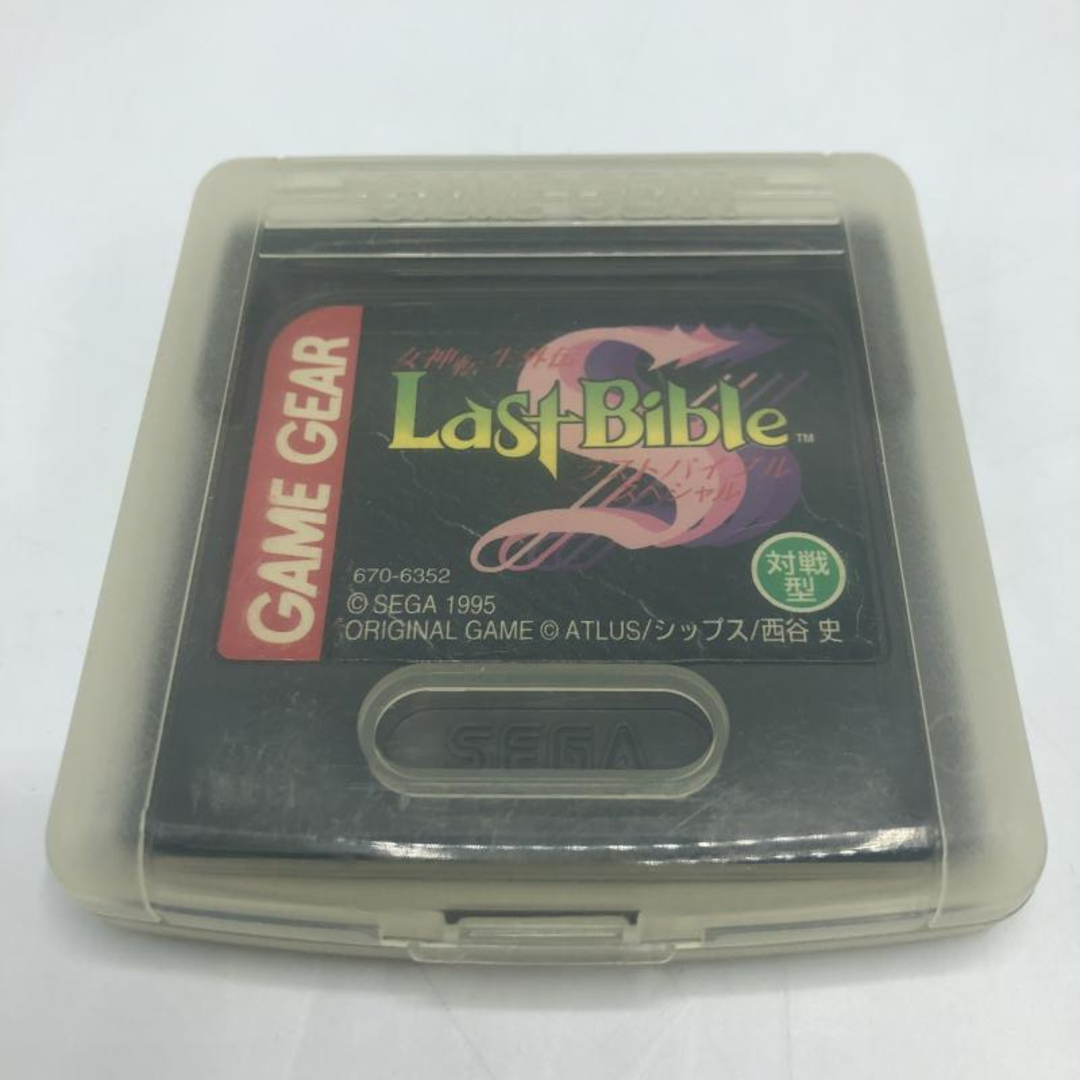 GAME GEAR
GAME GEAR
女神転生外伝
Last Bible™
S
ラストバイブル
スペシャル
対戦
型
670-6352
© SEGA 1995
ORIGINAL GAME © ATLUS/シップス/西谷 史
SEGA